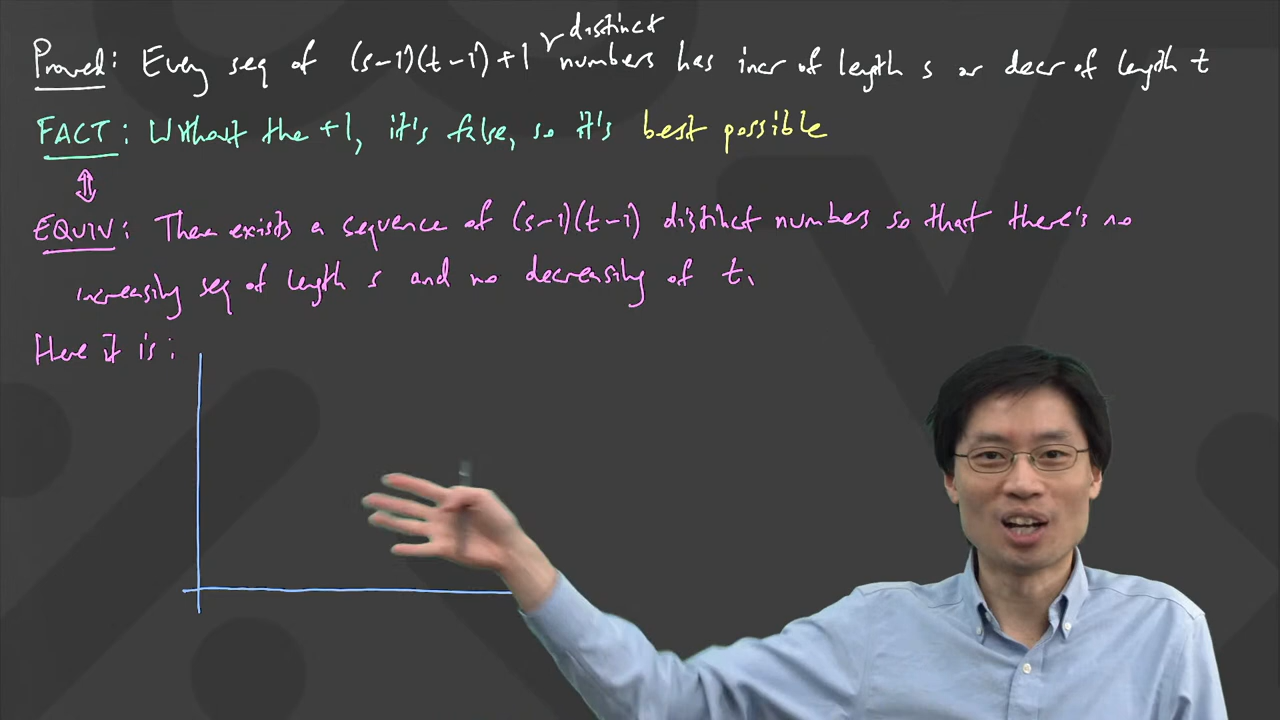 Proved: Every seq of (s-1)(t-1)+1 distinct numbers has incr of length s or decr of length t
FACT: Without the +1, it's false, so it's best possible
⇕
EQUIV: There exists a sequence of (s-1)(t-1) distinct numbers so that there's no
increasing seq of length s and no decreasing of t.
Here it is: